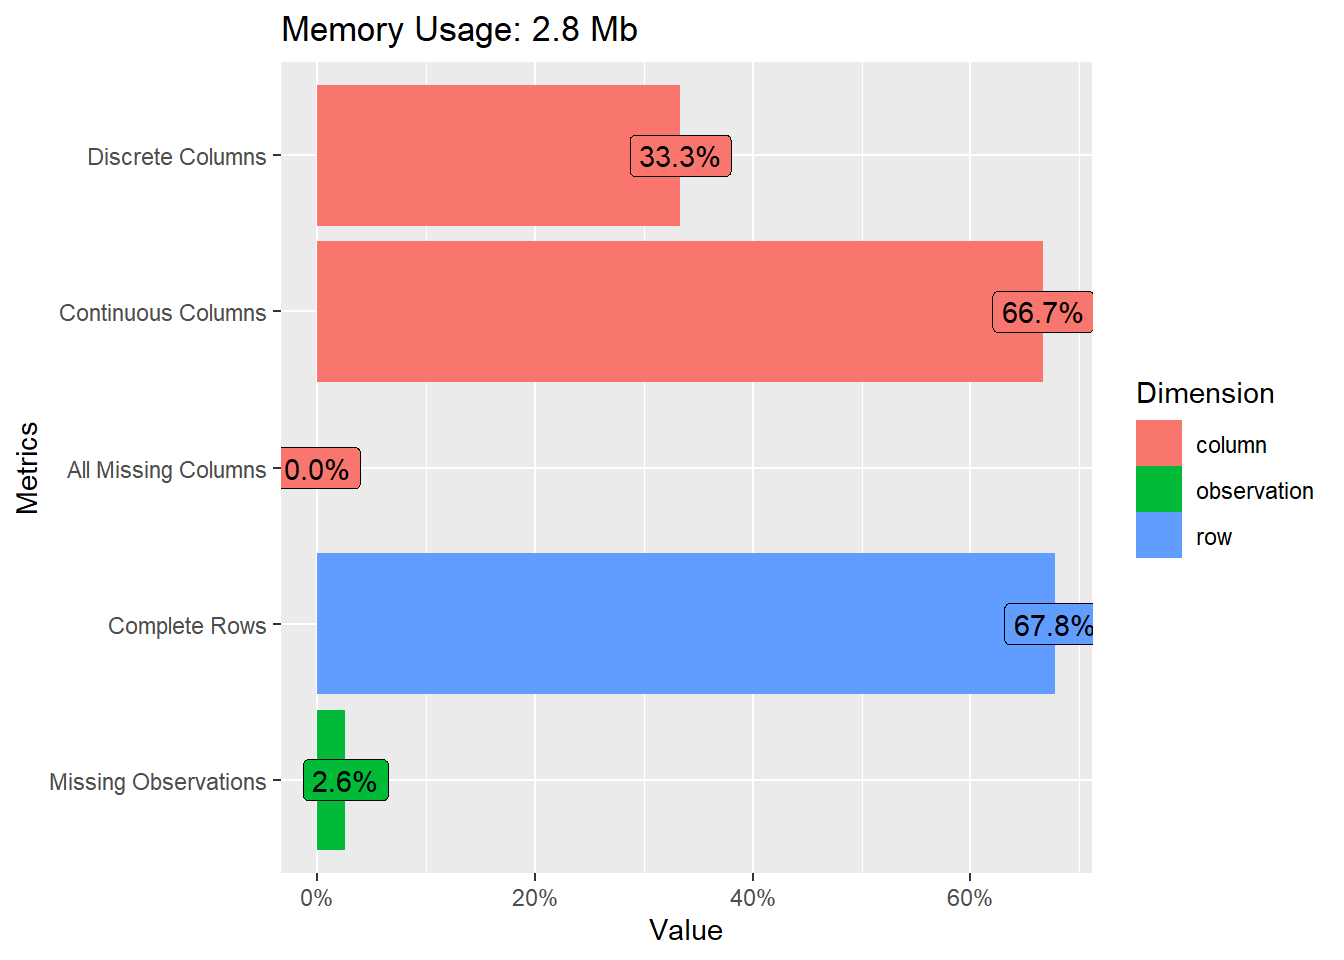 Memory Usage: 2.8 Mb
Discrete Columns
33.3%
Continuous Columns
66.7%
All Missing Columns
0.0%
Complete Rows
67.8%
Missing Observations
2.6%
Metrics
0%
20%
40%
60%
Value
Dimension
column
observation
row